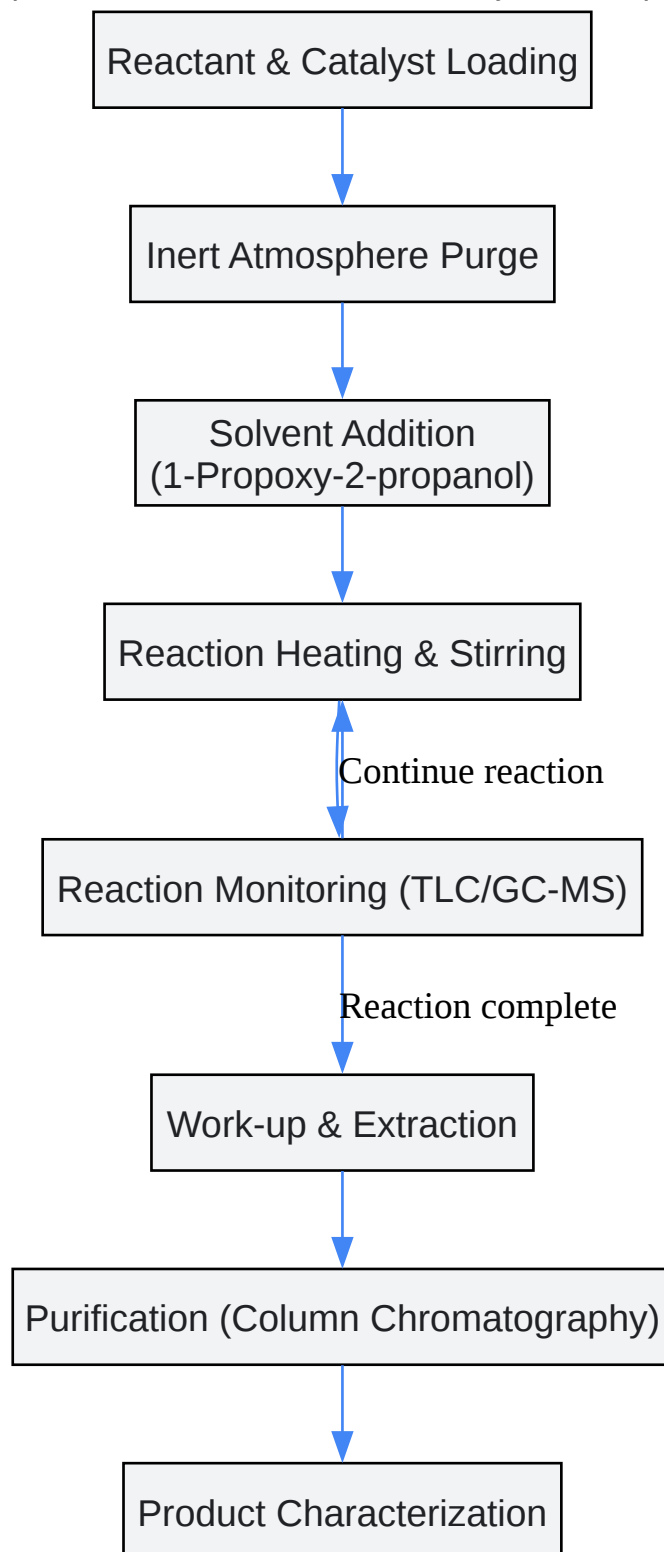 Reactant & Catalyst Loading
Inert Atmosphere Purge
Solvent Addition
(1-Propoxy-2-propanol)
Reaction Heating & Stirring
Continue reaction
Reaction Monitoring (TLC/GC-MS)
Reaction complete
Work-up & Extraction
Purification (Column Chromatography)
Product Characterization